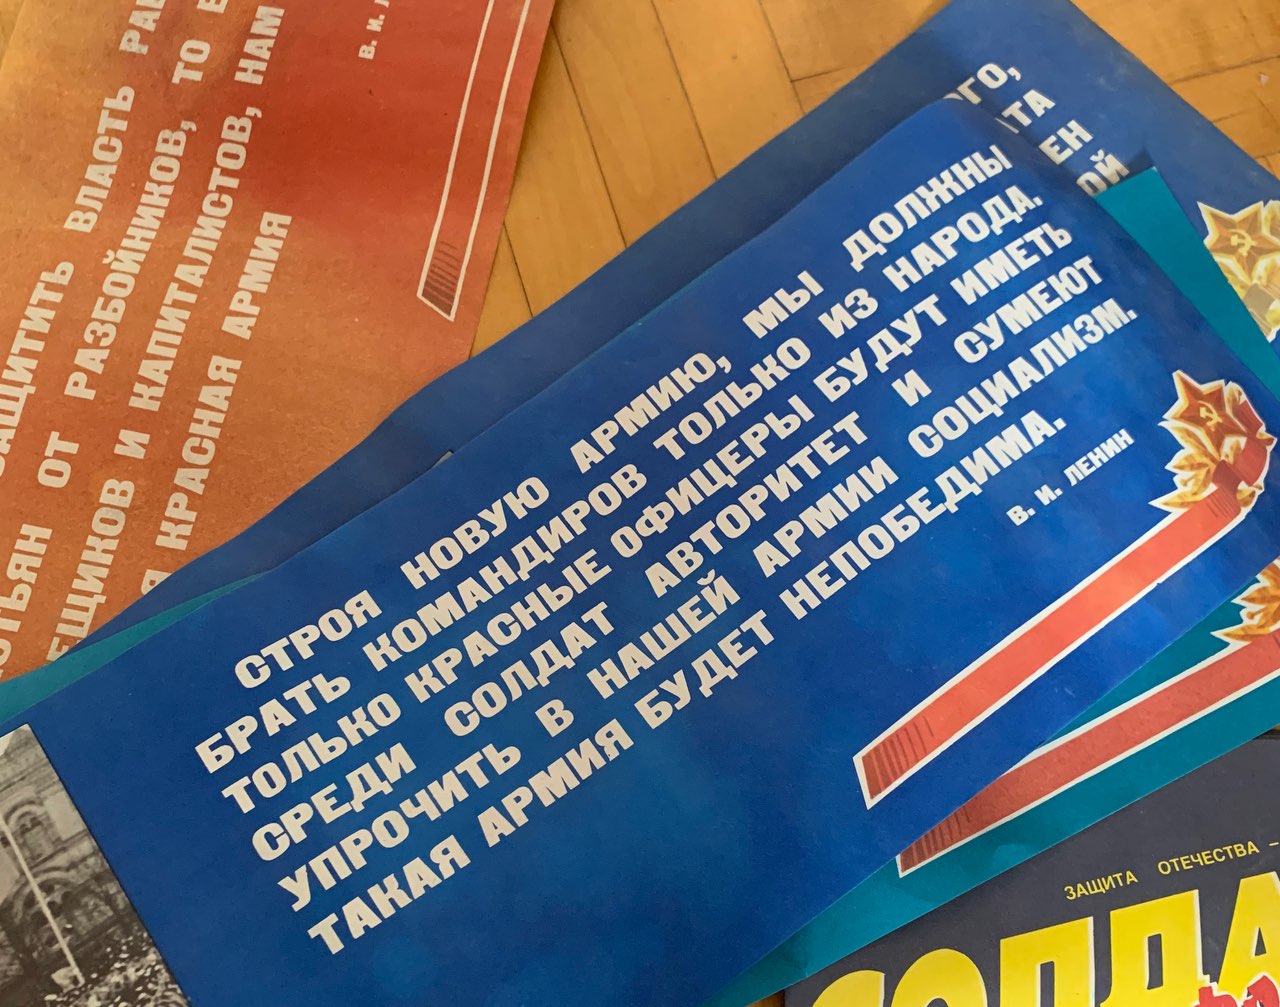 ЗАЩИТИТЬ ВЛАСТЬ
ОТ РАЗБОЙНИКОВ, ТО
И КАПИТАЛИСТОВ, НАМ
КРАСНАЯ АРМИЯ
В. И.
СТРОЯ НОВУЮ АРМИЮ, МЫ ДОЛЖНЫ
БРАТЬ КОМАНДИРОВ ТОЛЬКО ИЗ НАРОДА.
ТОЛЬКО КРАСНЫЕ ОФИЦЕРЫ БУДУТ ИМЕТЬ
СРЕДИ СОЛДАТ АВТОРИТЕТ И СУМЕЮТ
УПРОЧИТЬ В НАШЕЙ АРМИИ СОЦИАЛИЗМ.
ТАКАЯ АРМИЯ БУДЕТ НЕПОБЕДИМА.
В. И. ЛЕНИН
ЗАЩИТА ОТЕЧЕСТВА –